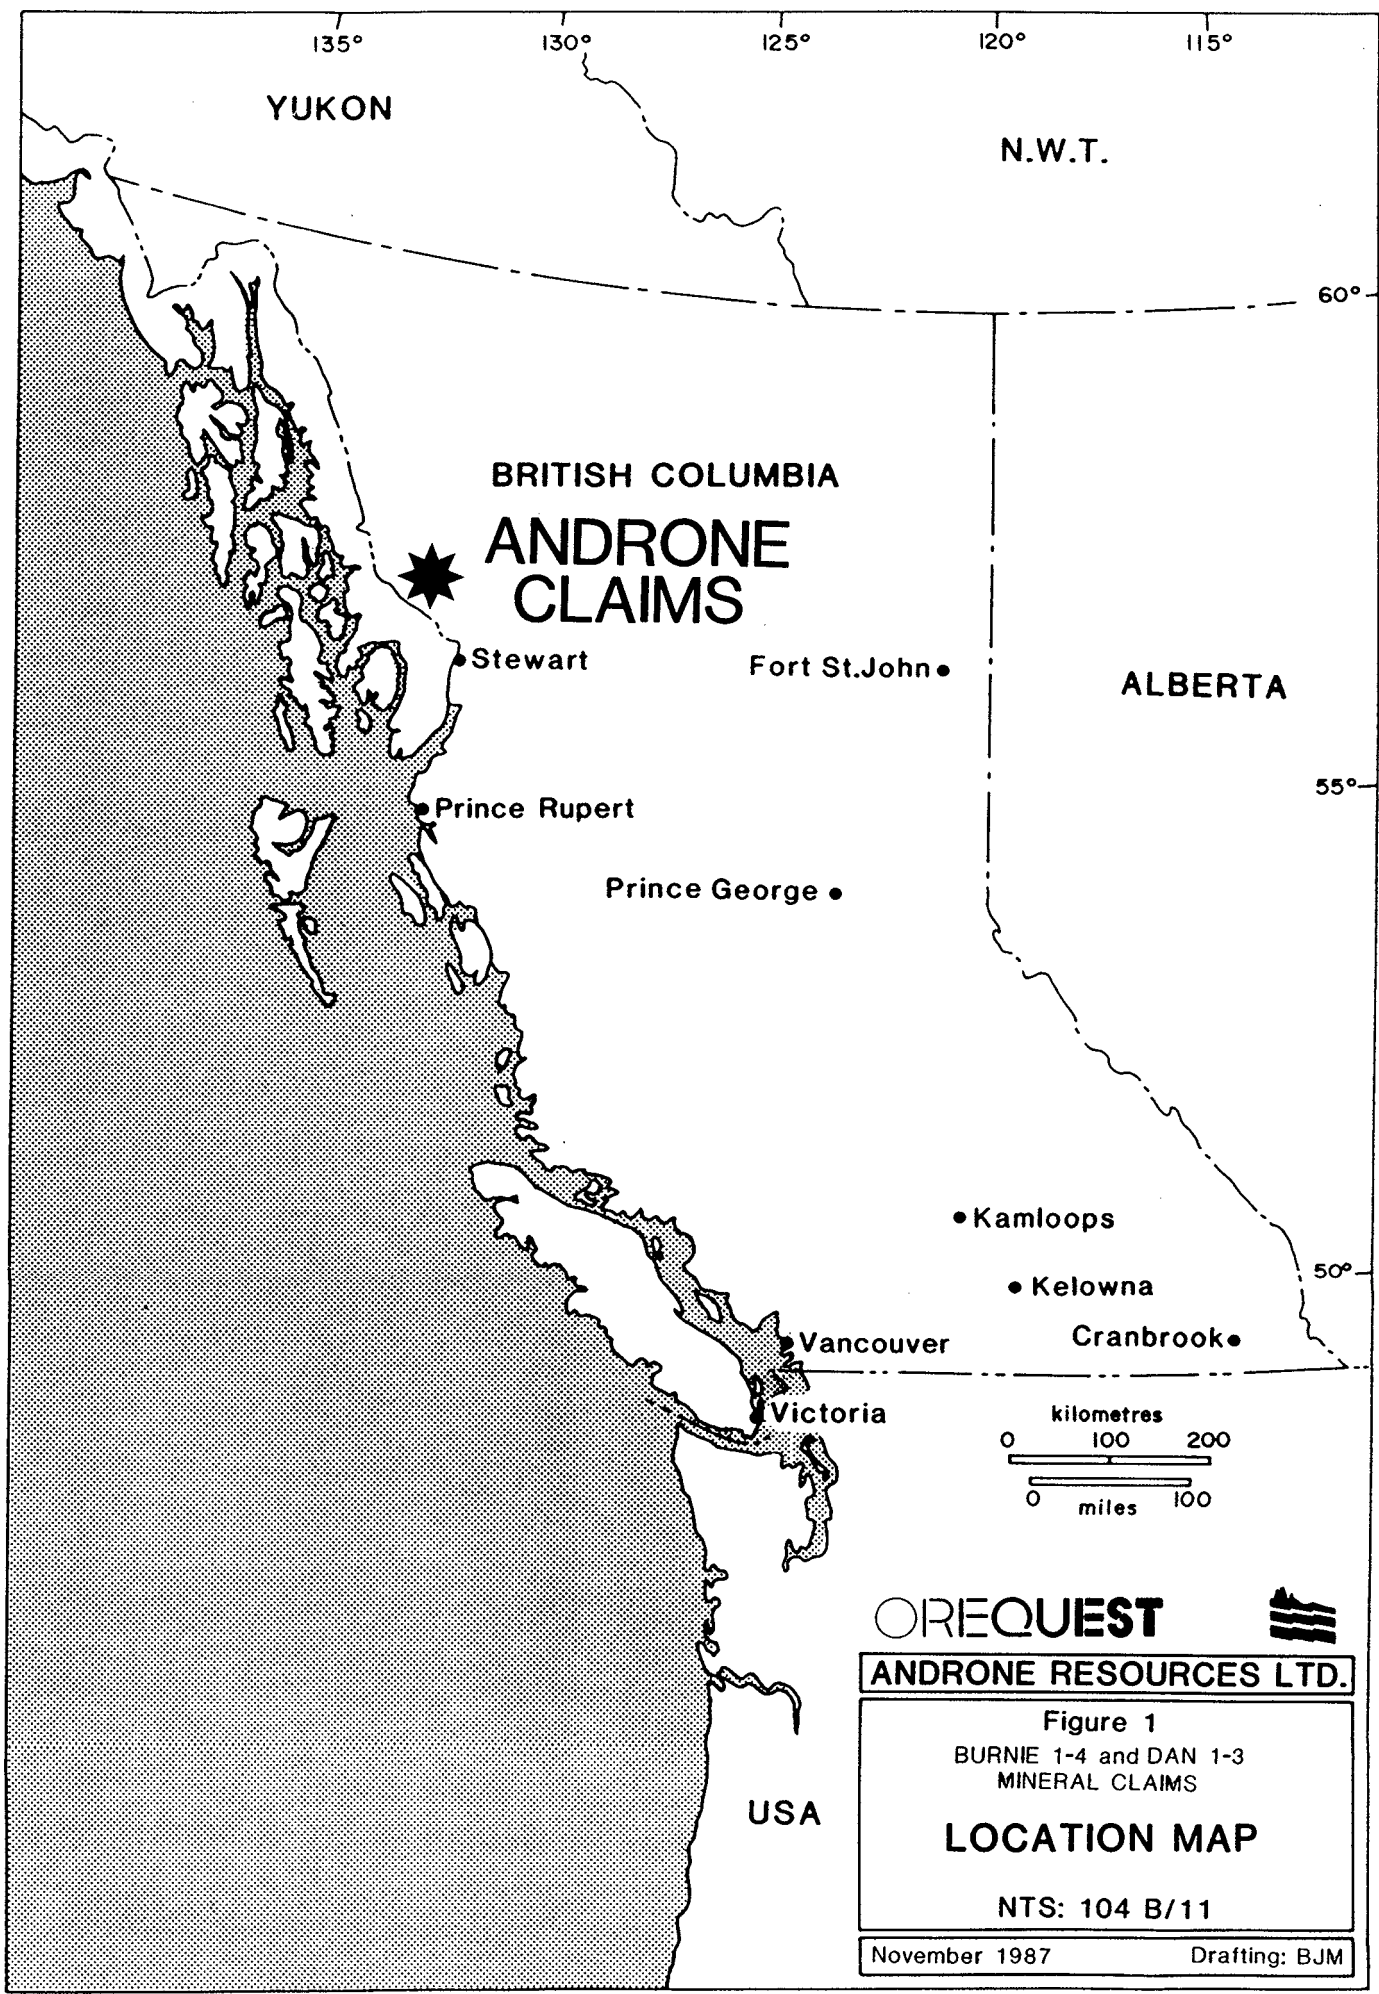 135° 130° 125° 120° 115°
YUKON
N.W.T.
60°
BRITISH COLUMBIA
ANDRONE
CLAIMS
Stewart
Fort St.John
ALBERTA
55°
Prince Rupert
Prince George
Kamloops
50°
Kelowna
Cranbrook
Vancouver
Victoria
kilometres
0 100 200
0 100
miles
OREQUEST
ANDRONE RESOURCES LTD.
Figure 1
BURNIE 1-4 and DAN 1-3
MINERAL CLAIMS
USA
LOCATION MAP
NTS: 104 B/11
November 1987 Drafting: BJM